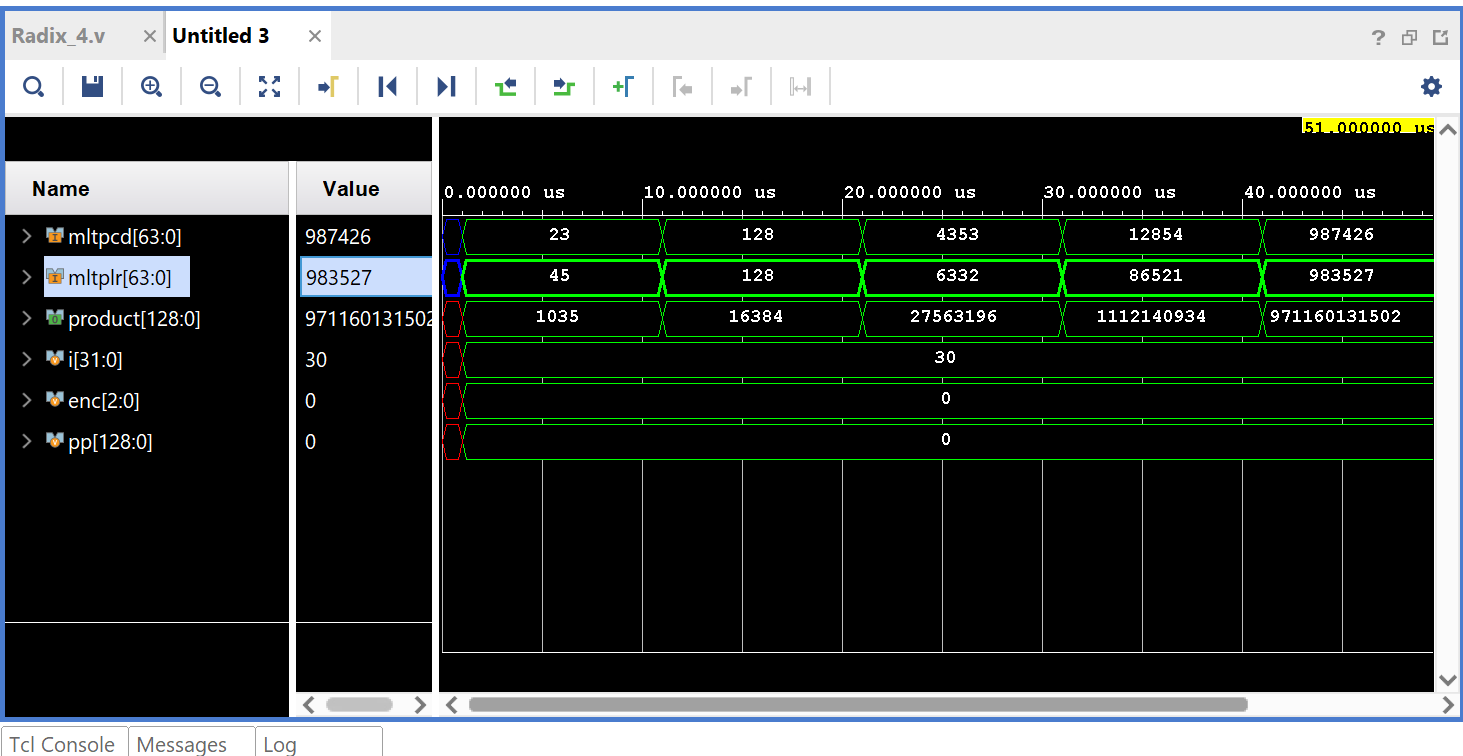 Radix_4.v × Untitled 3 ×
51.000000 us
Name Value 0.000000 us 10.000000 us 20.000000 us 30.000000 us 40.000000 us
mltpcd[63:0] 987426 23 128 4353 12854 987426
mltplr[63:0] 983527 45 128 6332 86521 983527
product[128:0] 971160131502 1035 16384 27563196 1112140934 971160131502
i[31:0] 30 30
enc[2:0] 0 0
pp[128:0] 0 0
Tcl Console Messages Log